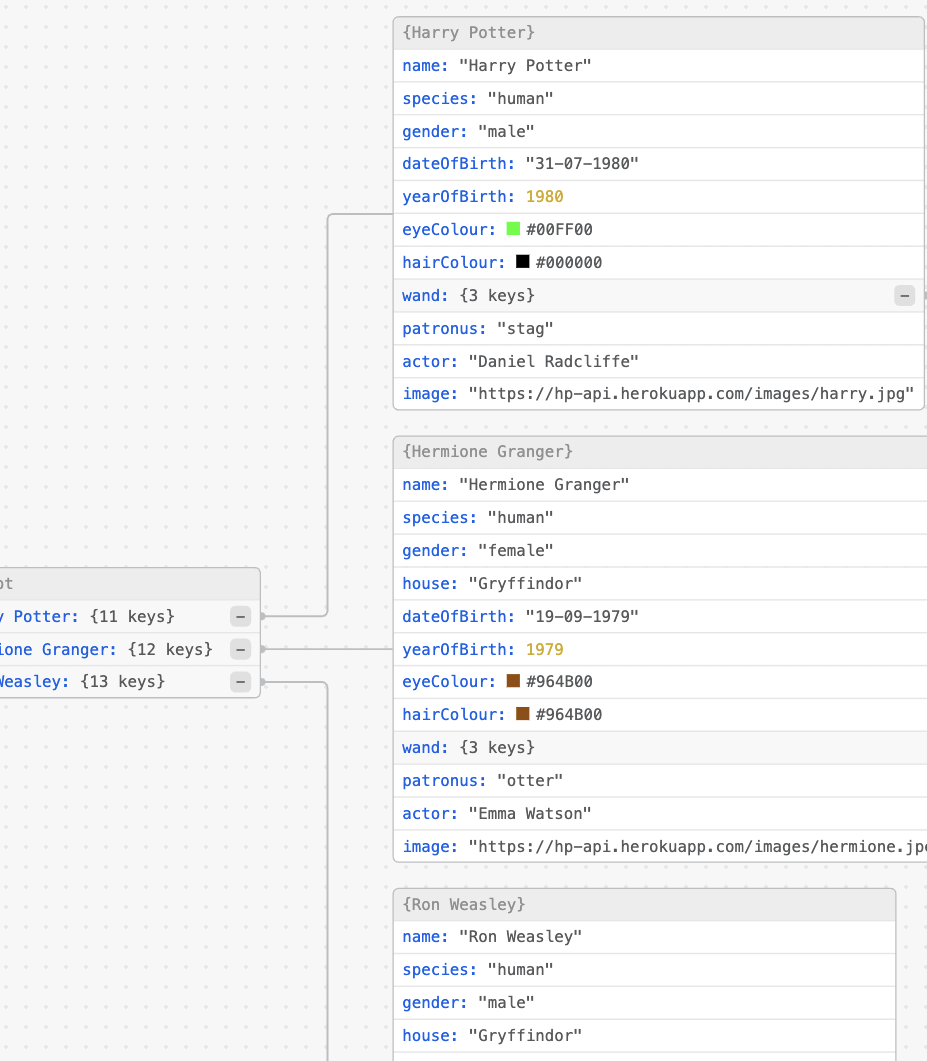 {Harry Potter}
name: "Harry Potter"
species: "human"
gender: "male"
dateOfBirth: "31-07-1980"
yearOfBirth: 1980
eyeColour: #00FF00
hairColour: #000000
wand: {3 keys}
patronus: "stag"
actor: "Daniel Radcliffe"
image: "https://hp-api.herokuapp.com/images/harry.jpg"
{Hermione Granger}
name: "Hermione Granger"
species: "human"
gender: "female"
house: "Gryffindor"
dateOfBirth: "19-09-1979"
yearOfBirth: 1979
eyeColour: #964B00
hairColour: #964B00
wand: {3 keys}
patronus: "otter"
actor: "Emma Watson"
image: "https://hp-api.herokuapp.com/images/hermione.jpe
ot
y Potter: {11 keys}
ione Granger: {12 keys}
Weasley: {13 keys}
{Ron Weasley}
name: "Ron Weasley"
species: "human"
gender: "male"
house: "Gryffindor"